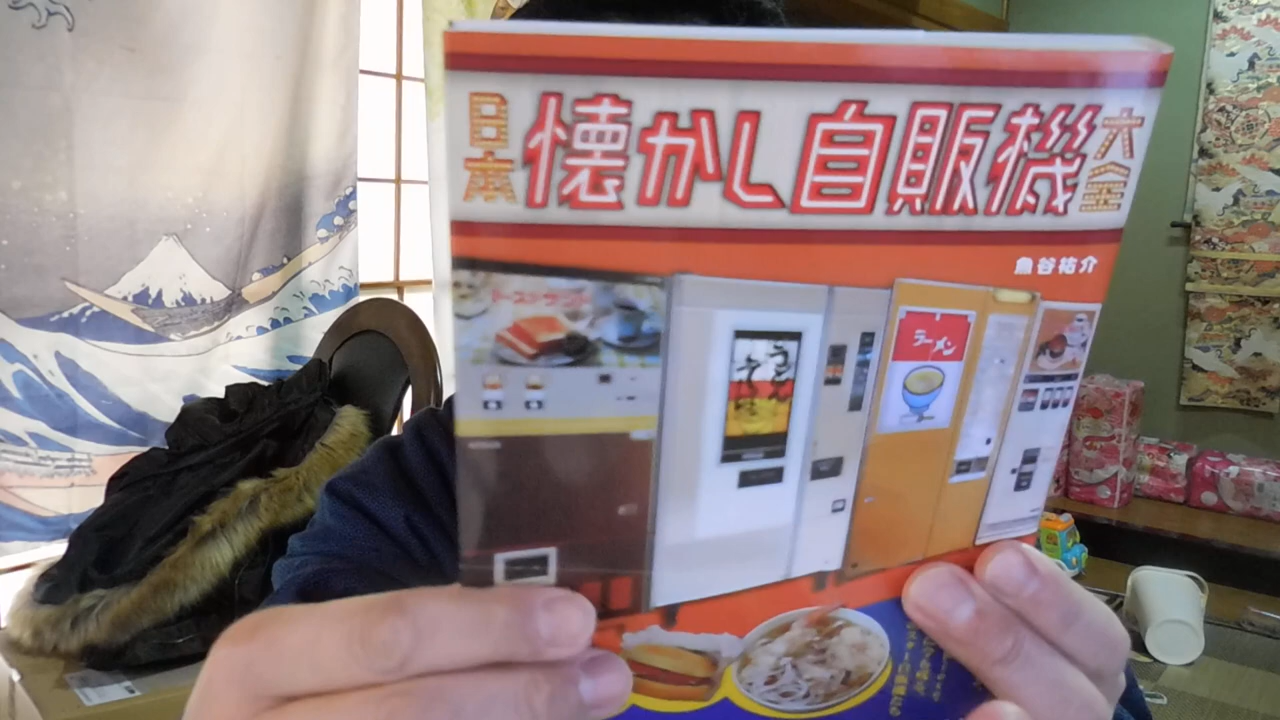 日本 懐かし自販機 大全
魚谷祐介
トーストサンド
うどん
そば
ラーメン